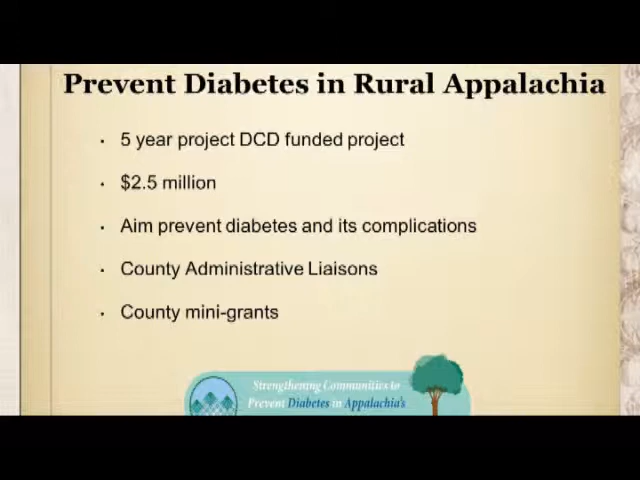 Prevent Diabetes in Rural Appalachia
• 5 year project DCD funded project
• $2.5 million
• Aim prevent diabetes and its complications
• County Administrative Liaisons
• County mini-grants
Strengthening Communities to
Prevent Diabetes in Appalachia's